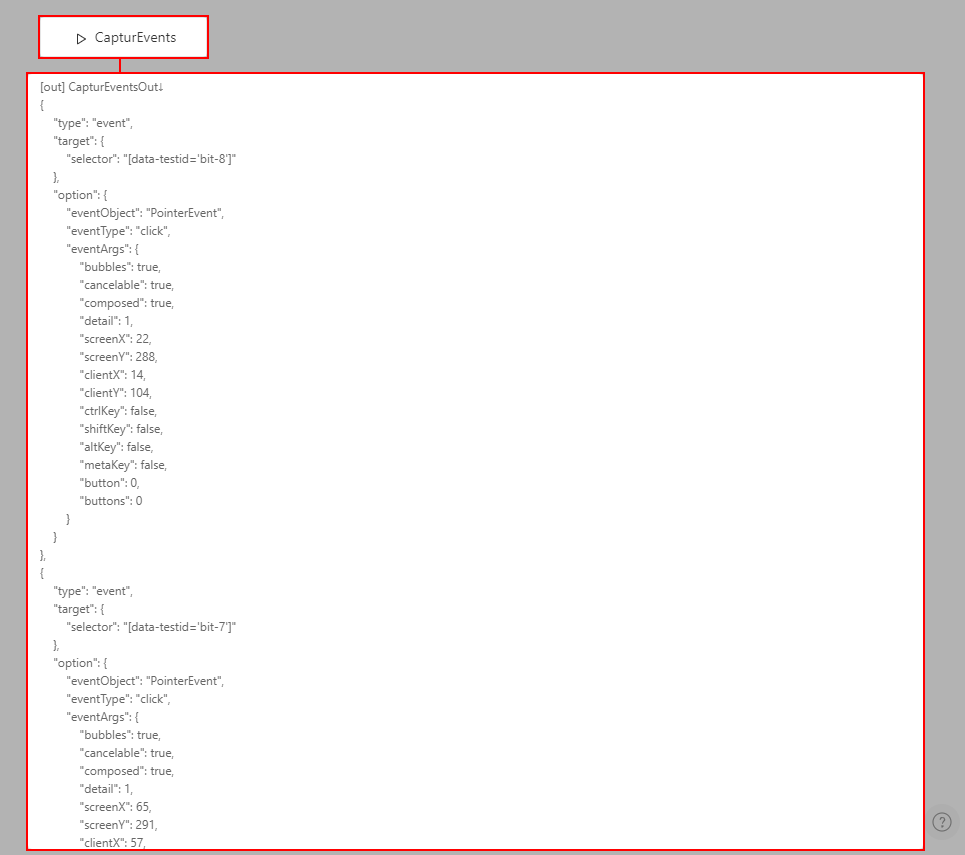 CapturEvents
[out] CapturEventsOut↓
{
"type": "event",
"target": {
"selector": "[data-testid='bit-8']"
},
"option": {
"eventObject": "PointerEvent",
"eventType": "click",
"eventArgs": {
"bubbles": true,
"cancelable": true,
"composed": true,
"detail": 1,
"screenX": 22,
"screenY": 288,
"clientX": 14,
"clientY": 104,
"ctrlKey": false,
"shiftKey": false,
"altKey": false,
"metaKey": false,
"button": 0,
"buttons": 0
}
}
},
{
"type": "event",
"target": {
"selector": "[data-testid='bit-7']"
},
"option": {
"eventObject": "PointerEvent",
"eventType": "click",
"eventArgs": {
"bubbles": true,
"cancelable": true,
"composed": true,
"detail": 1,
"screenX": 65,
"screenY": 291,
"clientX": 57,
?